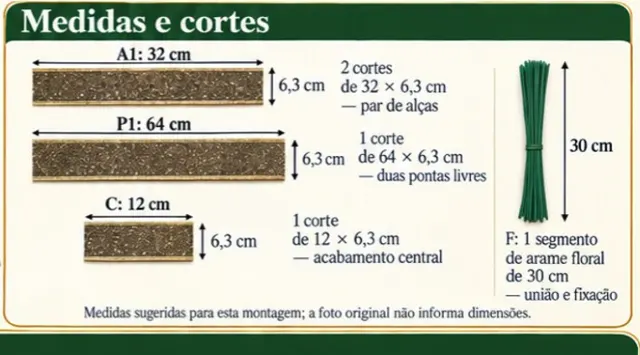 Medidas e cortes
A1: 32 cm
6,3 cm
2 cortes
de 32 × 6,3 cm
— par de alças
P1: 64 cm
6,3 cm
1 corte
de 64 × 6,3 cm
— duas pontas livres
C: 12 cm
6,3 cm
1 corte
de 12 × 6,3 cm
— acabamento central
30 cm
F: 1 segmento
de arame floral
de 30 cm
— união e fixação
Medidas sugeridas para esta montagem; a foto original não informa dimensões.